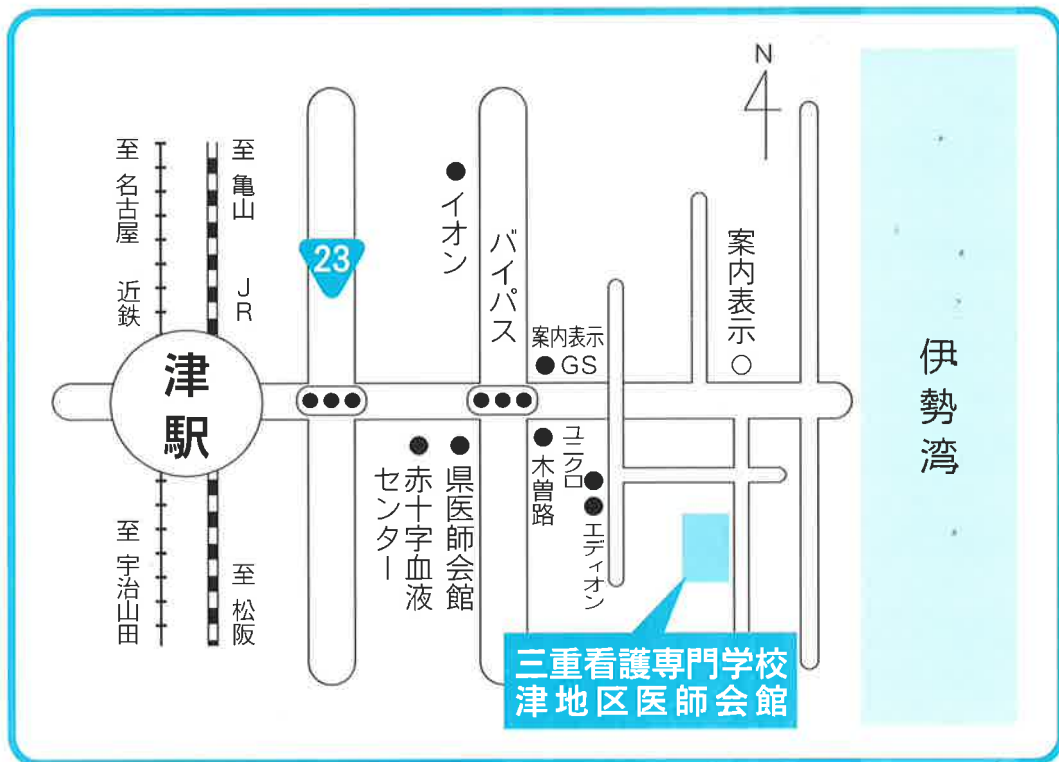 N
至 名古屋
近鉄
至 亀山
JR
23
イオン
バイパス
案内表示
GS
案内表示
伊勢湾
津駅
赤十字血液
センター
県医師会館
木曽路
ユニクロ
エディオン
至 宇治山田
至 松阪
三重看護専門学校
津地区医師会館